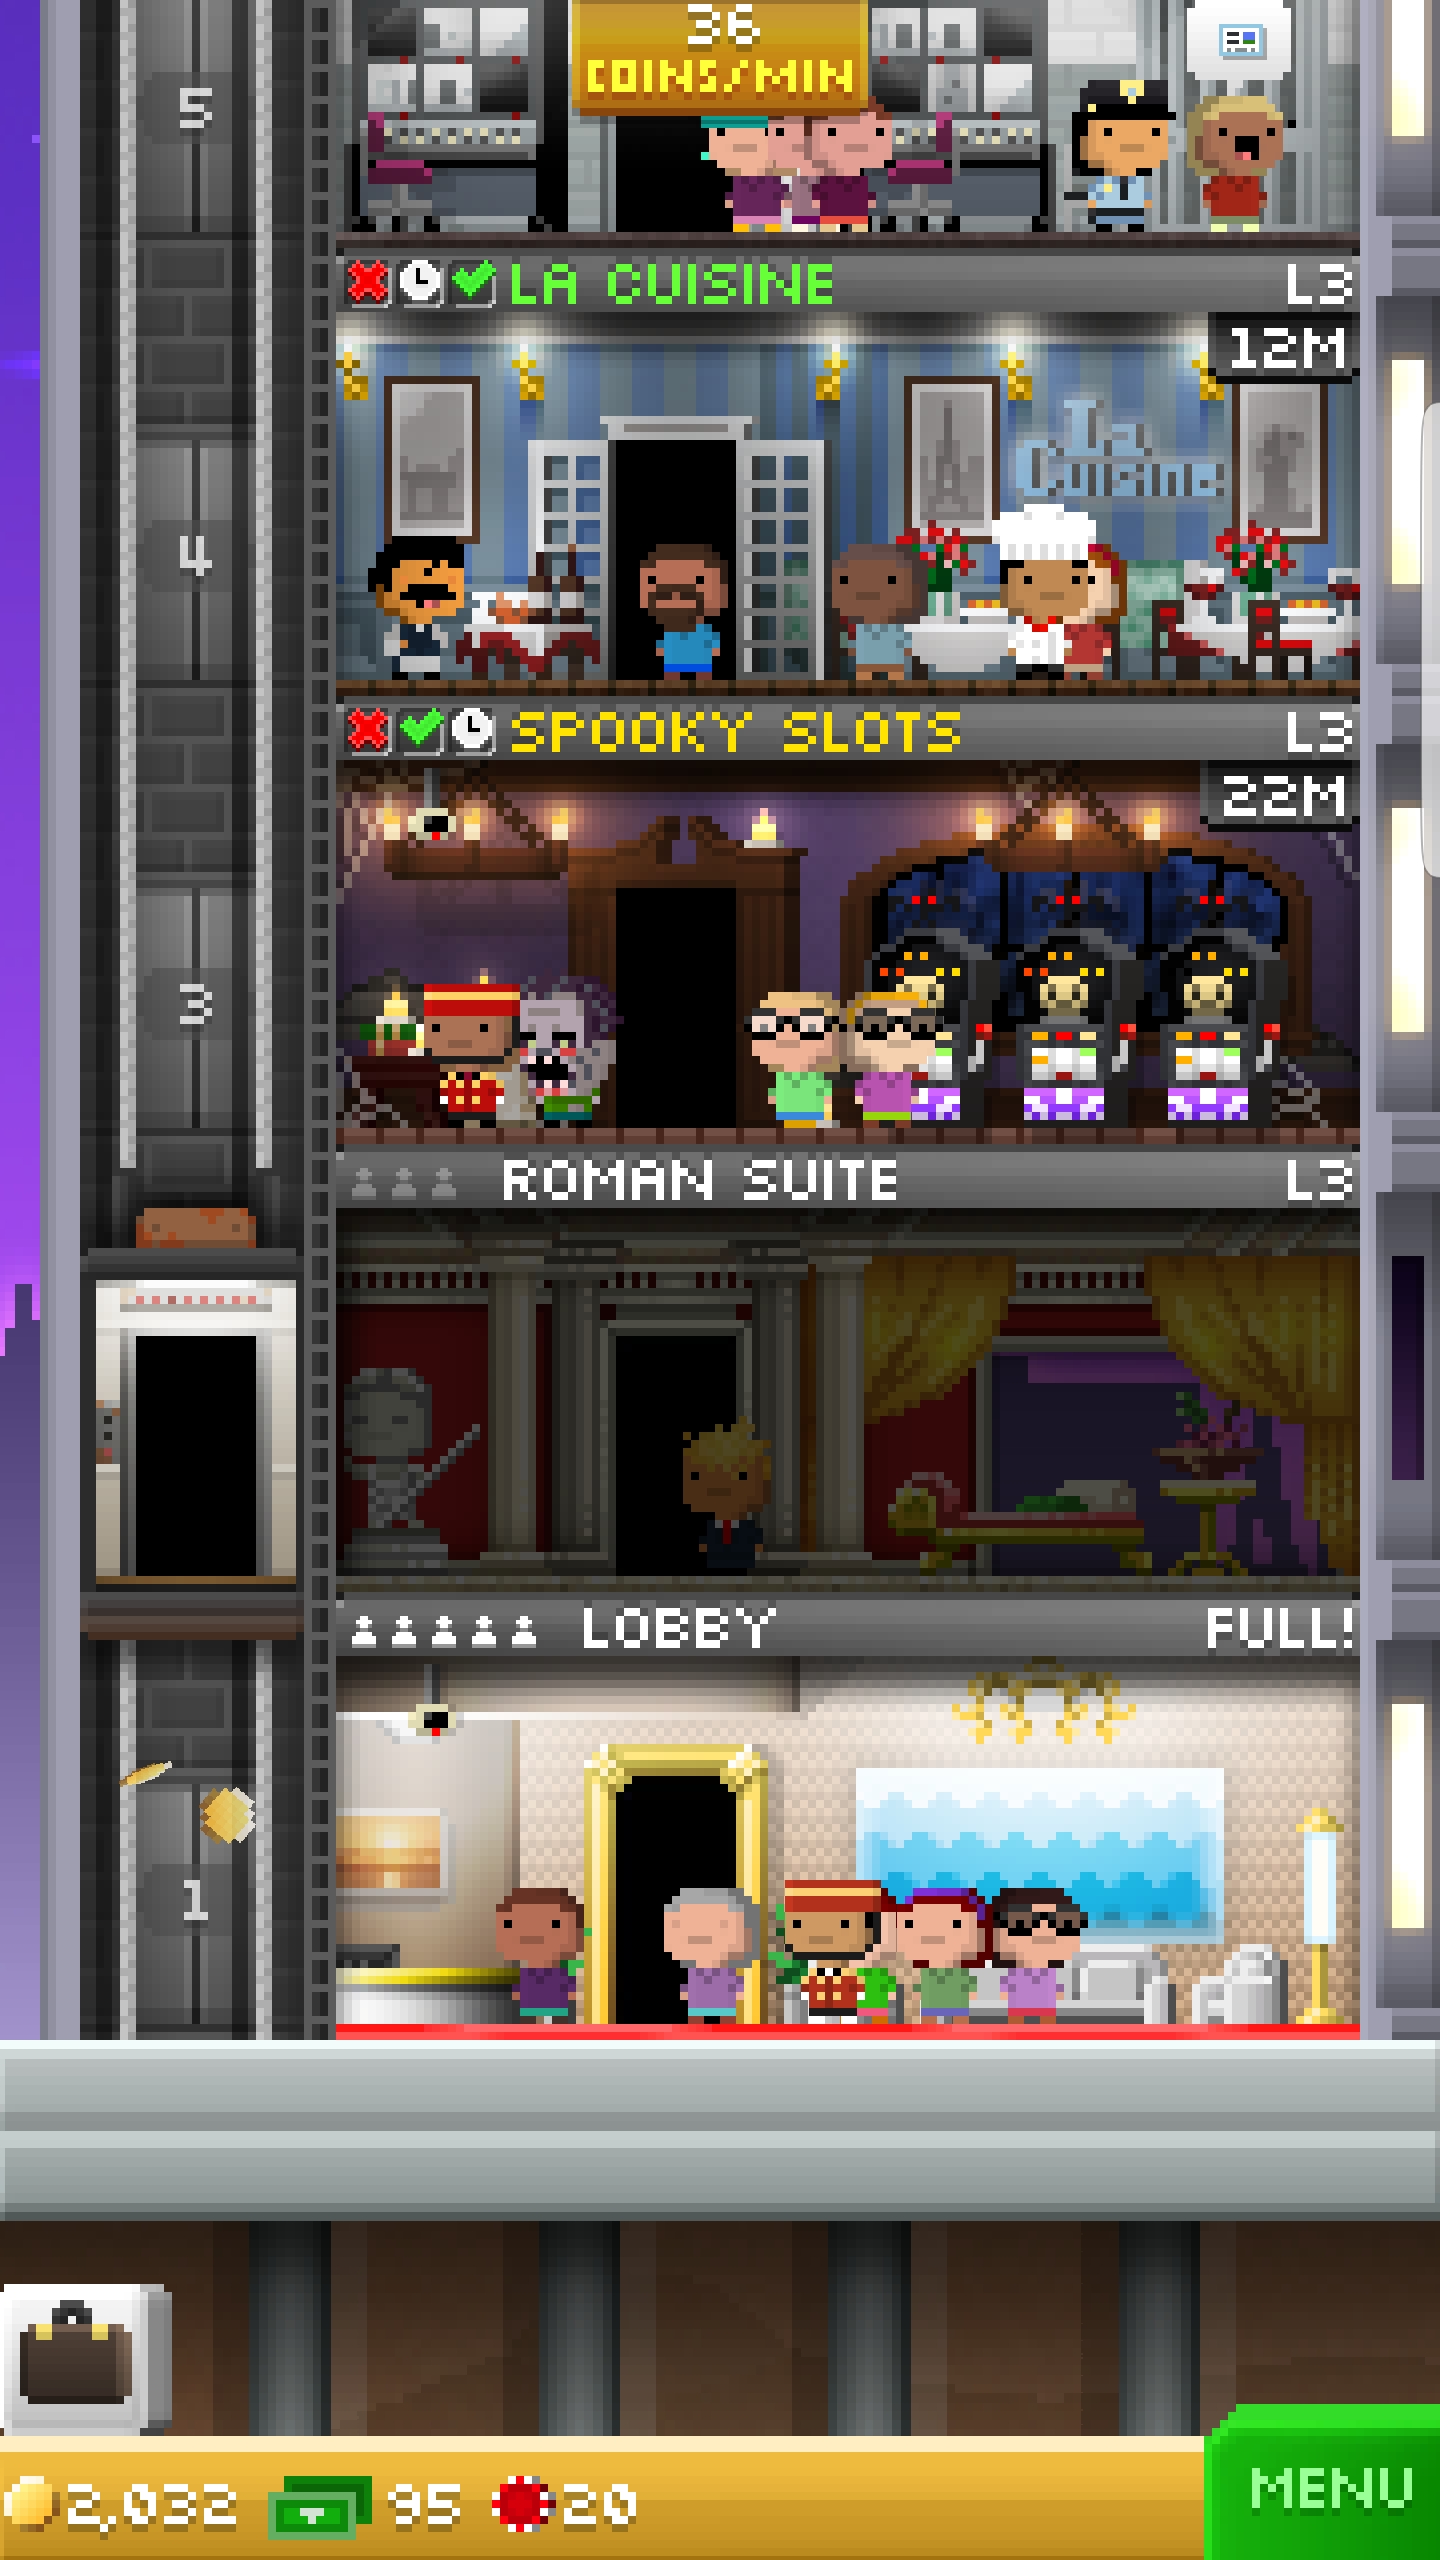 36
COINS/MIN
5
LA CUISINE L3
12M
La
Cuisine
4
SPOOKY SLOTS L3
22M
3
ROMAN SUITE L3
LOBBY FULL!
1
2,032 95 20
MENU